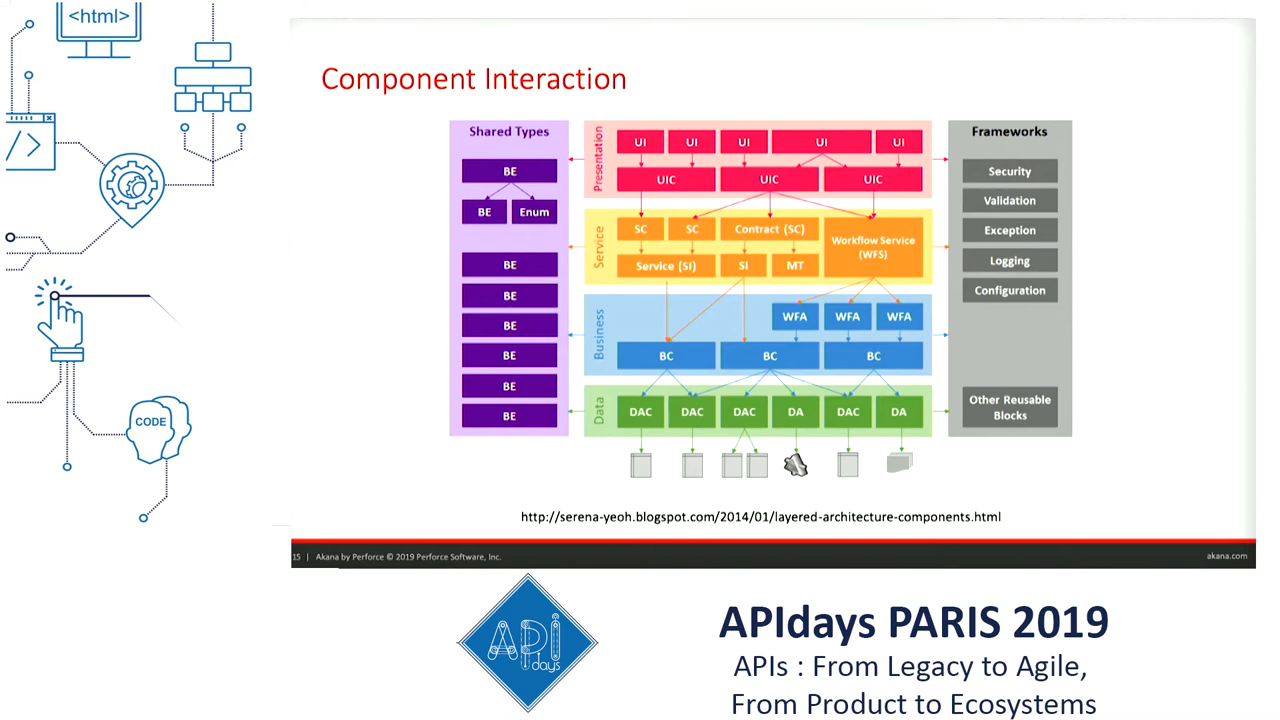 <html>
</>
CODE
Component Interaction
Shared Types
BE
BE Enum
BE
BE
BE
BE
BE
BE
Presentation
UI UI UI UI UI
UIC UIC UIC
Service
SC SC Contract (SC) Workflow Service
(WFS)
Service (SI) SI MT
Business
WFA WFA WFA
BC BC BC
Data
DAC DAC DAC DA DAC DA
Frameworks
Security
Validation
Exception
Logging
Configuration
Other Reusable
Blocks
http://serena-yeoh.blogspot.com/2014/01/layered-architecture-components.html
15 | Akana by Perforce © 2019 Perforce Software, Inc.
akana.com
API
days
APIdays PARIS 2019
APIs : From Legacy to Agile,
From Product to Ecosystems